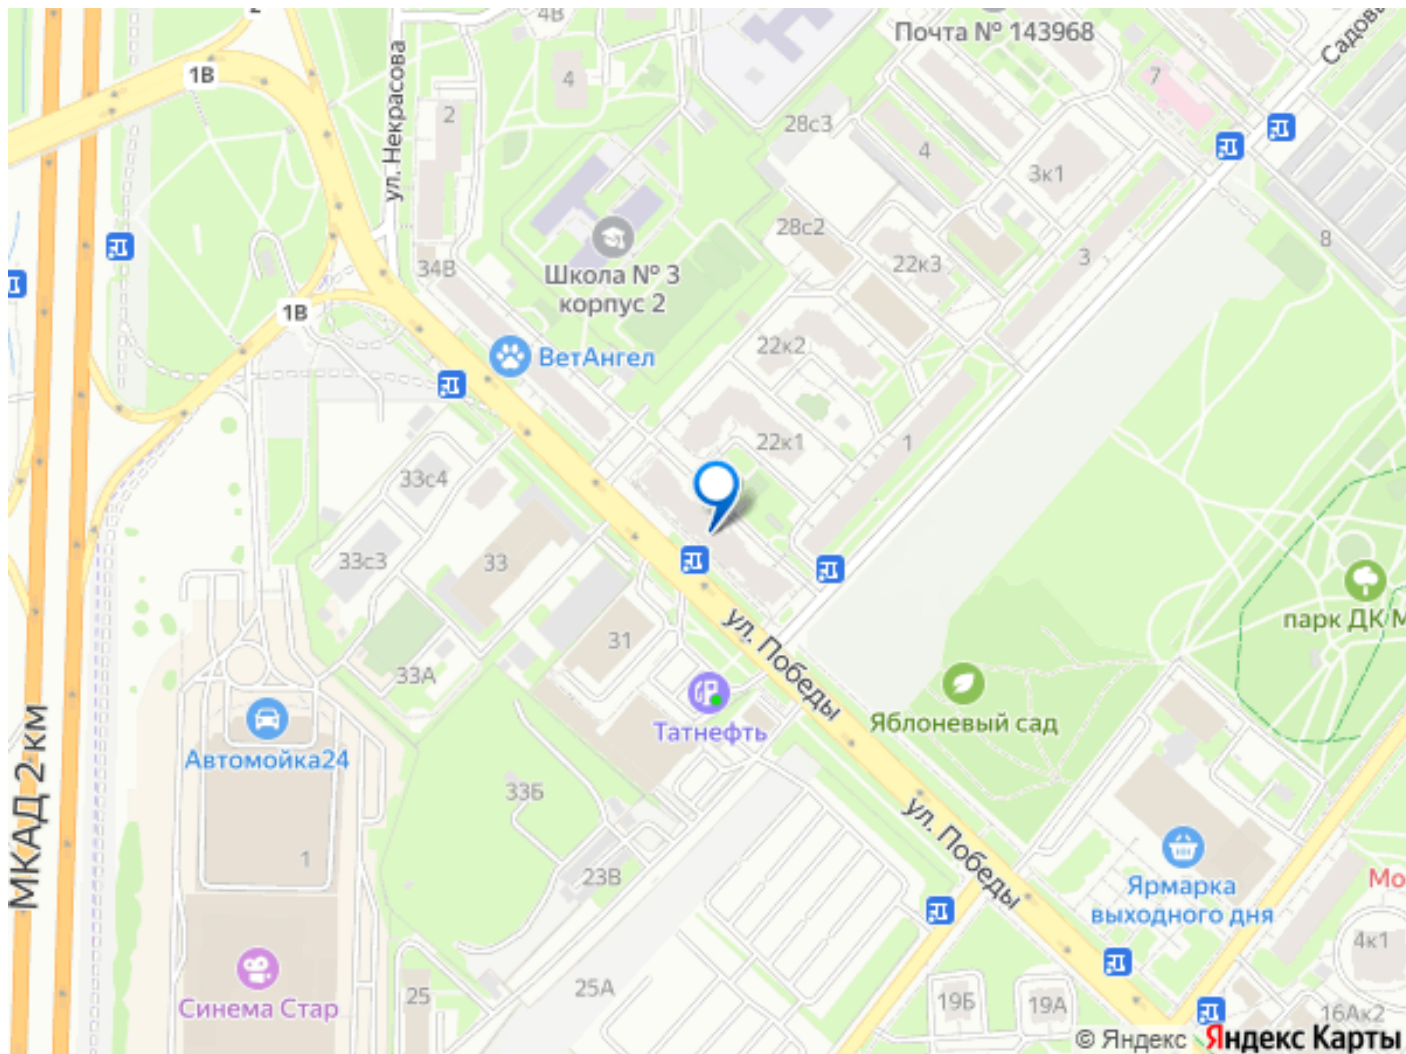 2
4В
Почта № 143968
Садовая
1В
ул. Некрасова
4
2
7
28с3
4
3к1
28с2
8
34В
Школа № 3
корпус 2
22к3
3
1В
22к2
ВетАнгел
22к1
1
33с4
33с3
33
31
ул. Победы
парк ДК М
33А
Татнефть
Яблоневый сад
Автомойка24
МКАД 2 км
33Б
ул. Победы
1
23В
Ярмарка
выходного дня
Мо
4к1
Синема Стар
25
25А
19Б
19А
16Ак2
© Яндекс Яндекс Карты